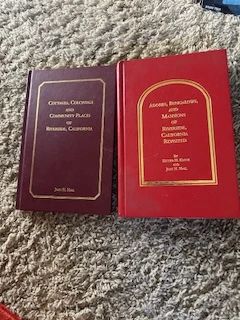 COTTAGES, COLONIALS
AND
COMMUNITY PLACES
OF
RIVERSIDE, CALIFORNIA
JOAN H. HALL
ADOBES, BUNGALOWS,
AND
MANSIONS
OF
RIVERSIDE,
CALIFORNIA
REVISITED
BY
ESTHER H. KLOTZ
AND
JOAN H. HALL